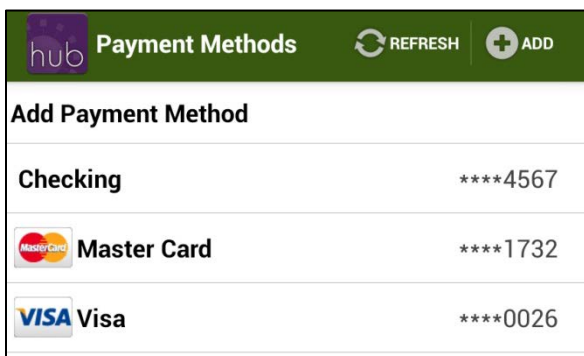 hub Payment Methods REFRESH ADD
Add Payment Method
Checking ****4567
MasterCard Master Card ****1732
VISA Visa ****0026